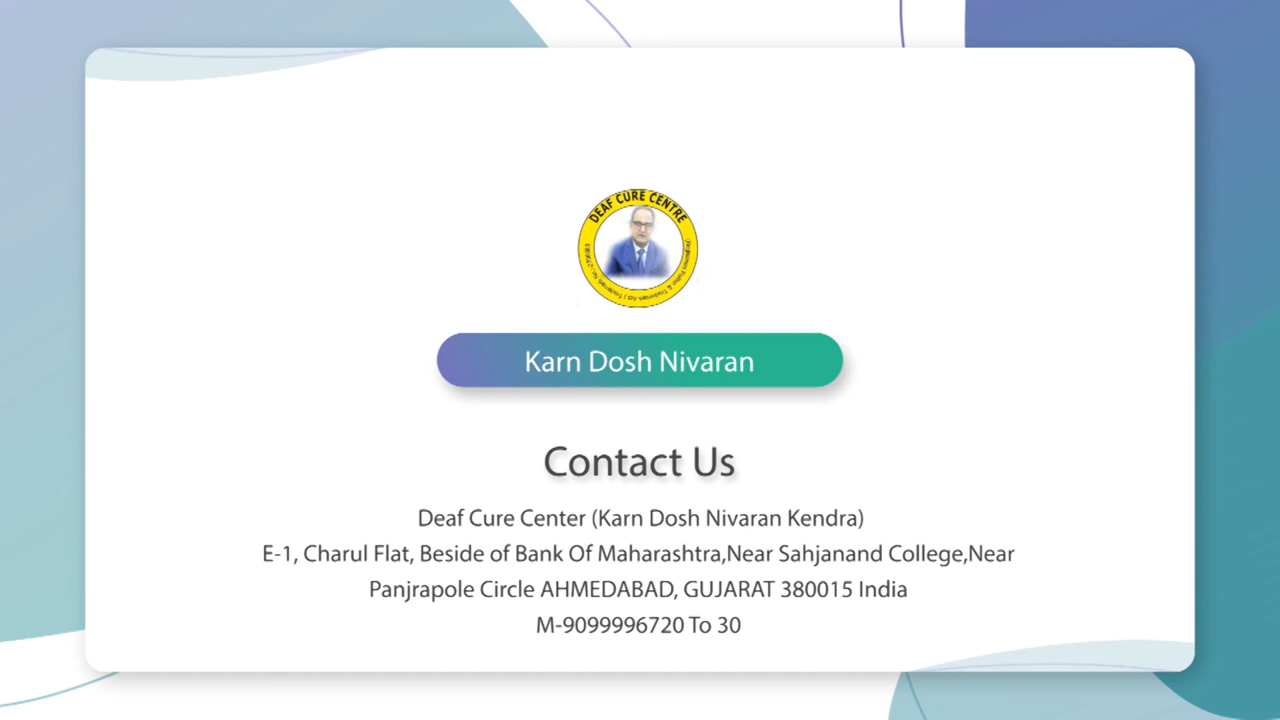 DEAF CURE CENTRE
Karn Dosh Nivaran
Contact Us
Deaf Cure Center (Karn Dosh Nivaran Kendra)
E-1, Charul Flat, Beside of Bank Of Maharashtra,Near Sahjanand College,Near
Panjrapole Circle AHMEDABAD, GUJARAT 380015 India
M-9099996720 To 30